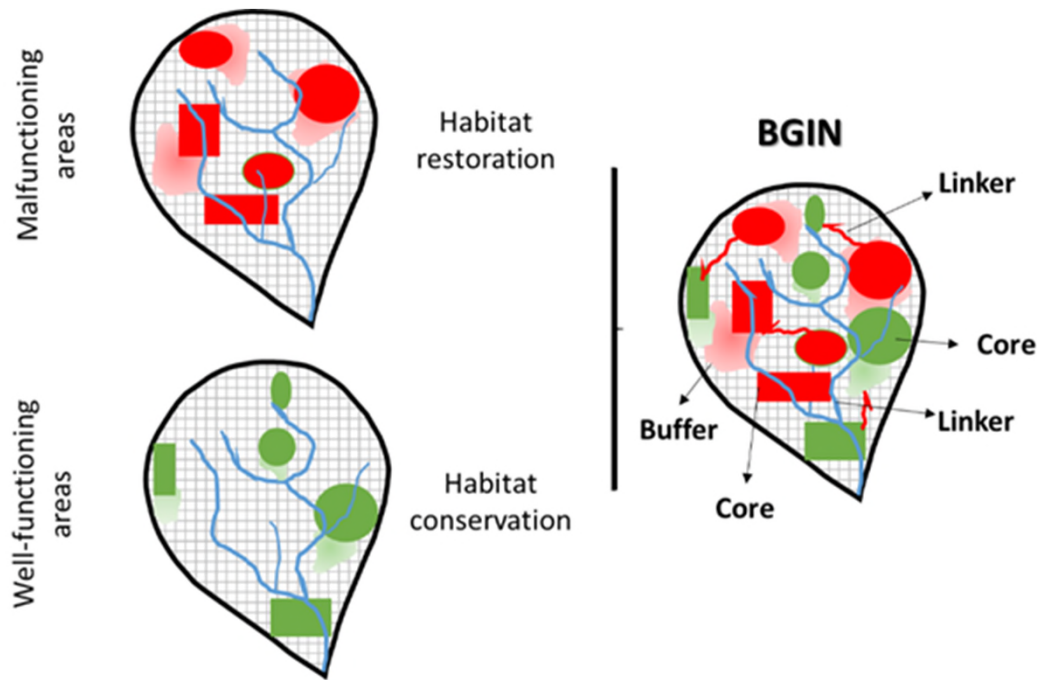 Malfunctioning
areas
Habitat
restoration
BGIN
Linker
Core
Linker
Buffer
Core
Well-functioning
areas
Habitat
conservation